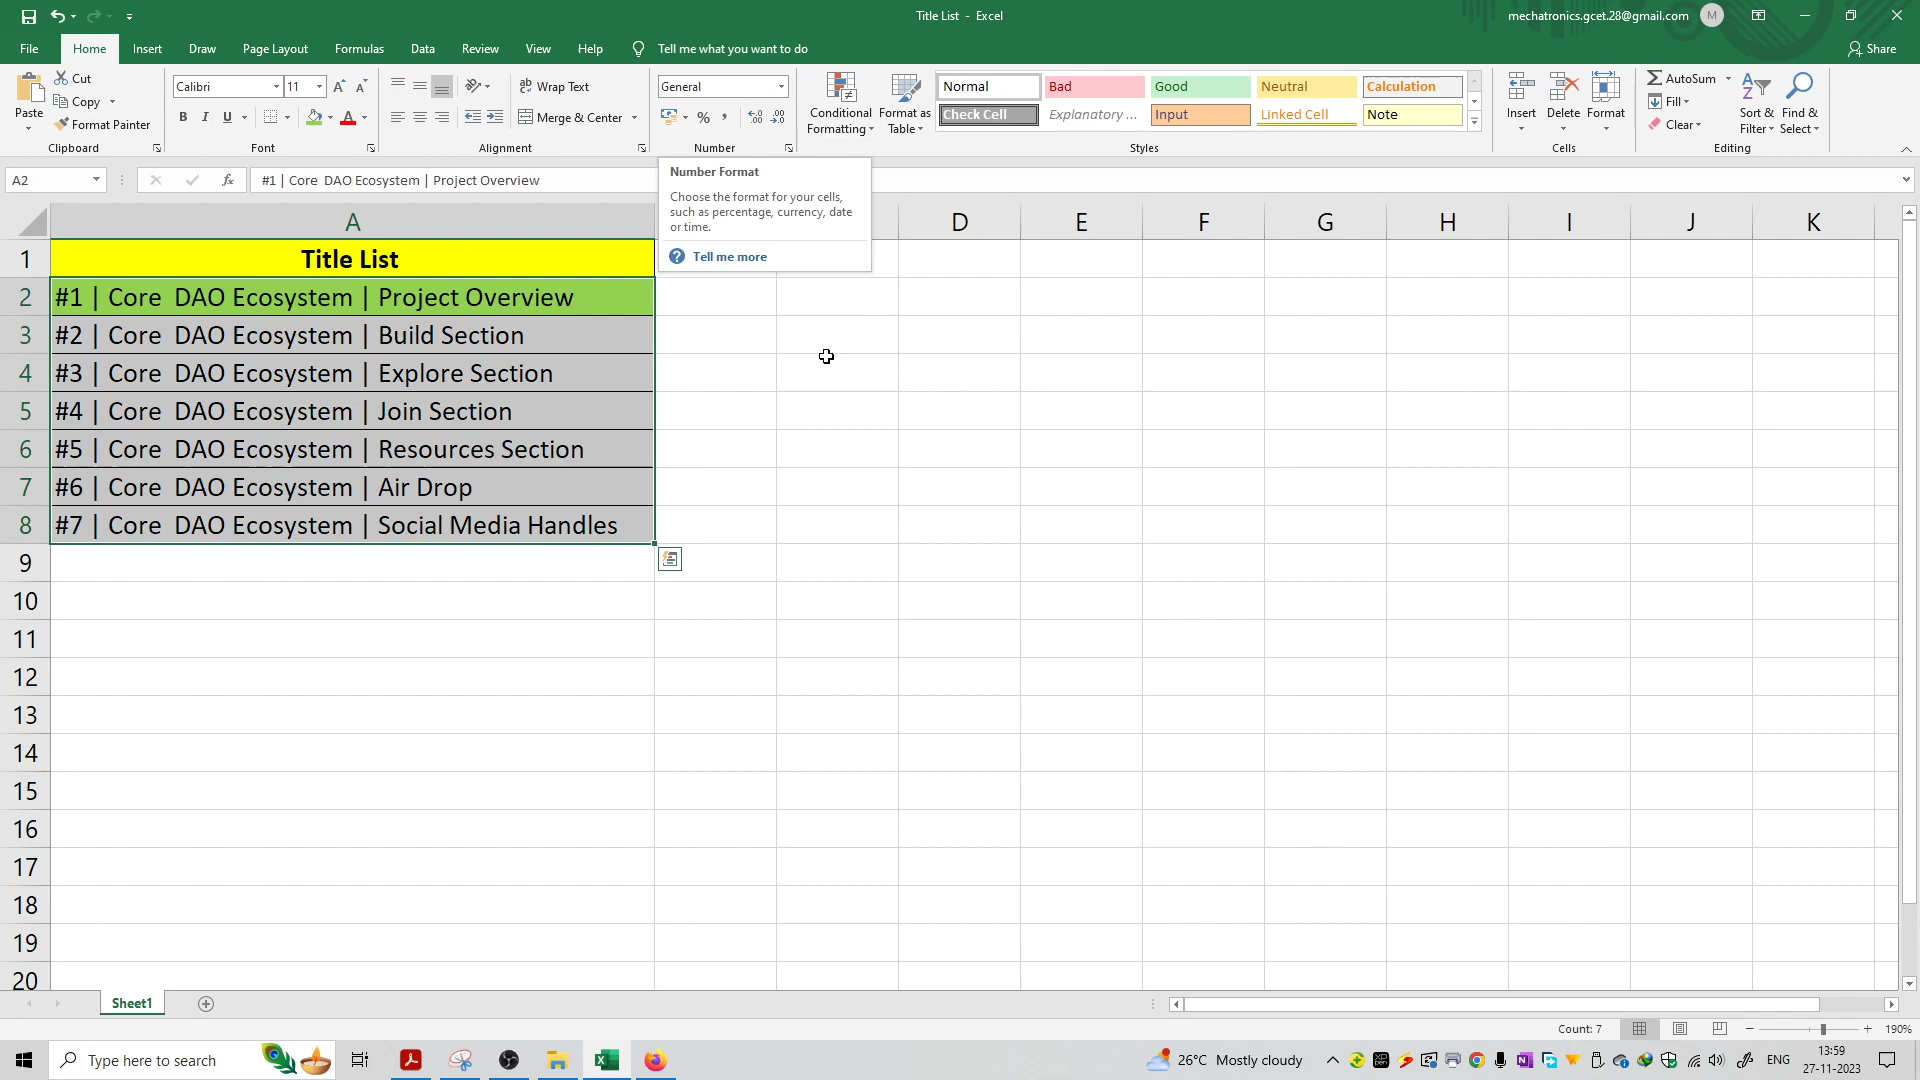 Title List - Excel
mechatronics.gcet.28@gmail.com
M
File
Home
Insert
Draw
Page Layout
Formulas
Data
Review
View
Help
Tell me what you want to do
Share
Paste
Cut
Copy
Format Painter
Clipboard
Calibri
11
B I U
Font
Wrap Text
Merge & Center
Alignment
General
Number
Conditional Formatting
Format as Table
Normal
Bad
Good
Neutral
Calculation
Check Cell
Explanatory ...
Input
Linked Cell
Note
Styles
Insert
Delete
Format
Cells
AutoSum
Fill
Clear
Sort & Filter
Find & Select
Editing
A2
fx
#1 | Core  DAO Ecosystem | Project Overview
Number Format
Choose the format for your cells,
such as percentage, currency, date
or time.
Tell me more
A D E F G H I J K
1 Title List
2 #1 | Core  DAO Ecosystem | Project Overview
3 #2 | Core  DAO Ecosystem | Build Section
4 #3 | Core  DAO Ecosystem | Explore Section
5 #4 | Core  DAO Ecosystem | Join Section
6 #5 | Core  DAO Ecosystem | Resources Section
7 #6 | Core  DAO Ecosystem | Air Drop
8 #7 | Core  DAO Ecosystem | Social Media Handles
9
10
11
12
13
14
15
16
17
18
19
20
Sheet1
Count: 7
190%
Type here to search
26°C Mostly cloudy
ENG
13:59
27-11-2023